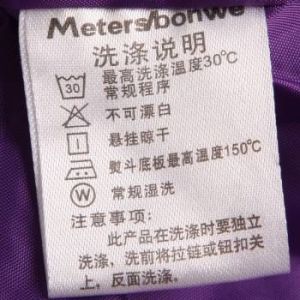 Meters/bonwe
洗涤说明
30 最高洗涤温度30℃
常规程序
不可漂白
悬挂晾干
熨斗底板最高温度150℃
W 常规湿洗
注意事项:
此产品在洗涤时要独立
洗涤,洗前将拉链或钮扣关
上,反面洗涤.